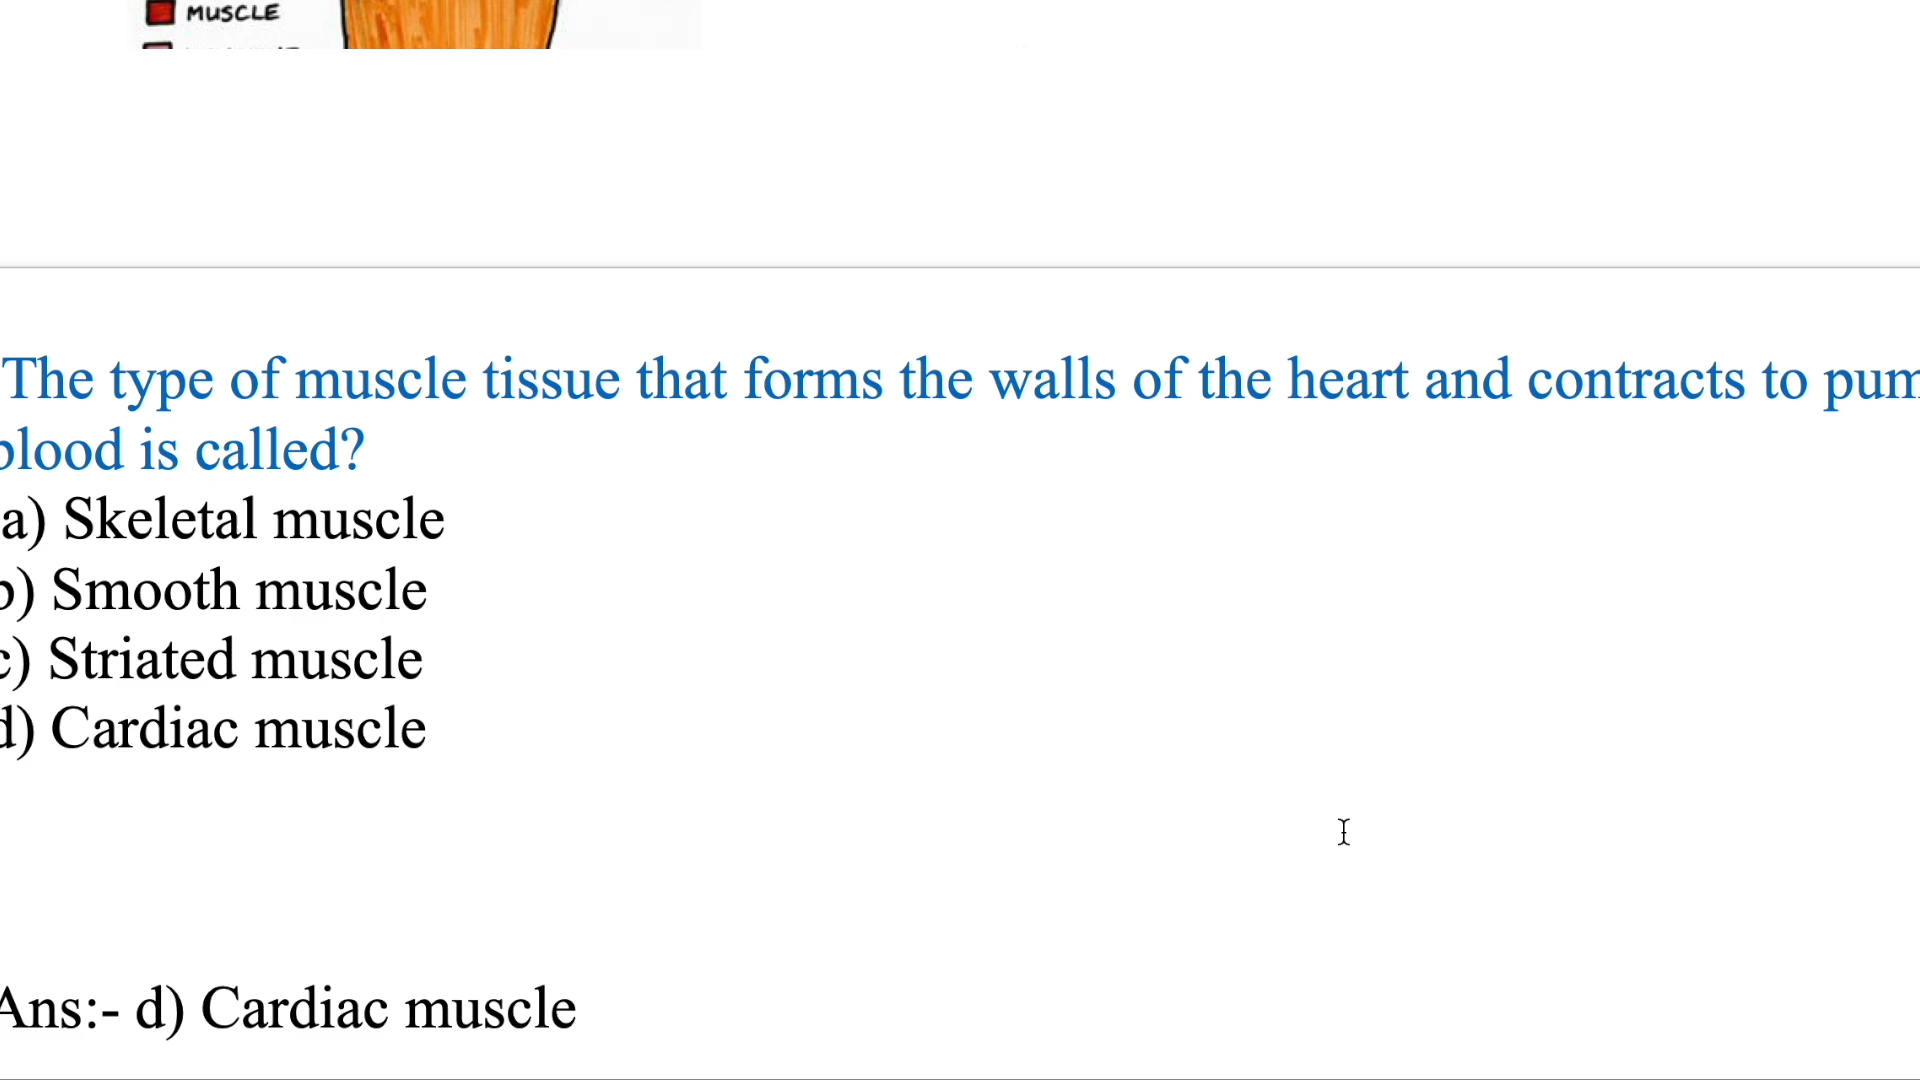 MUSCLE
The type of muscle tissue that forms the walls of the heart and contracts to pum
blood is called?
a) Skeletal muscle
b) Smooth muscle
c) Striated muscle
d) Cardiac muscle
Ans:- d) Cardiac muscle